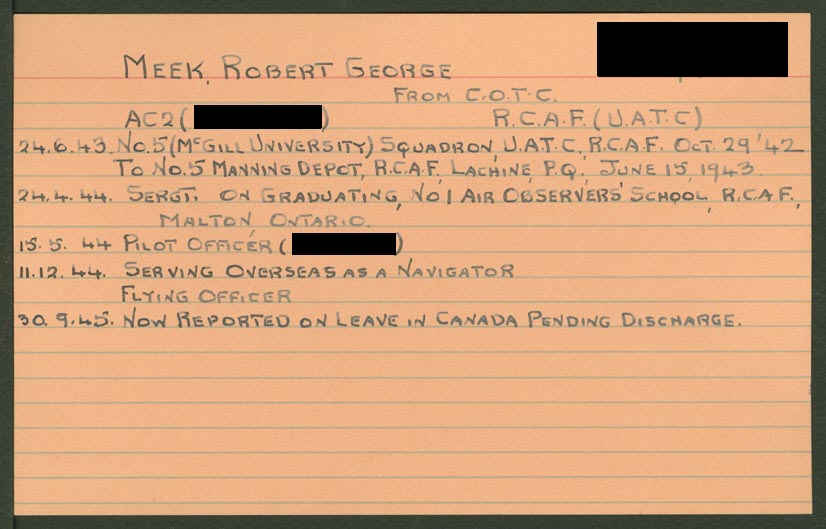 MEEK, ROBERT GEORGE
FROM C.O.T.C.
AC2 ( ) R.C.A.F. (U.A.T.C)
24.6.43. NO.5 (MCGILL UNIVERSITY) SQUADRON, U.A.T.C., R.C.A.F. OCT. 29 '42
TO NO.5 MANNING DEPOT, R.C.A.F. LACHINE, P.Q., JUNE 15, 1943.
24.4.44. SERGT. ON GRADUATING, NO 1 AIR OBSERVERS' SCHOOL, R.C.A.F.,
MALTON, ONTARIO.
15.5.44 PILOT OFFICER ( )
11.12.44. SERVING OVERSEAS AS A NAVIGATOR
FLYING OFFICER
30.9.45. NOW REPORTED ON LEAVE IN CANADA PENDING DISCHARGE.